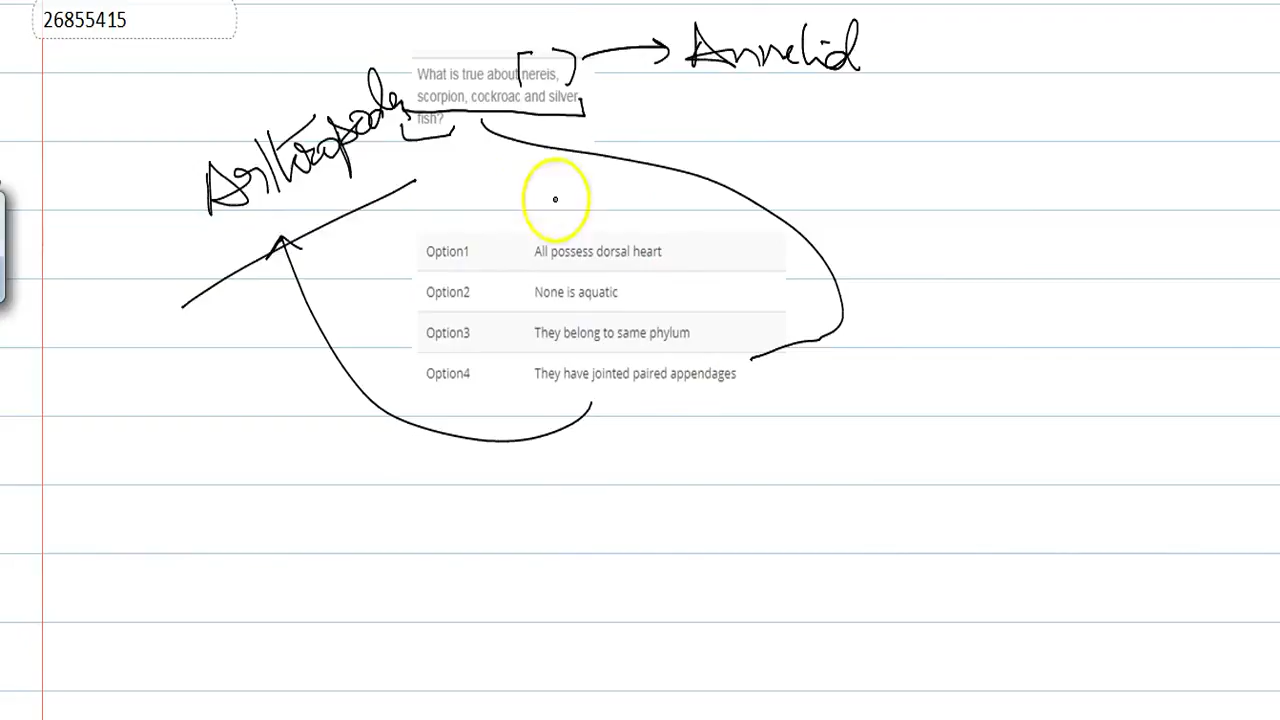 26855415
Annelid
What is true about nereis,
scorpion, cockroac and silver
fish?
Arthropoda
Option1 All possess dorsal heart
Option2 None is aquatic
Option3 They belong to same phylum
Option4 They have jointed paired appendages